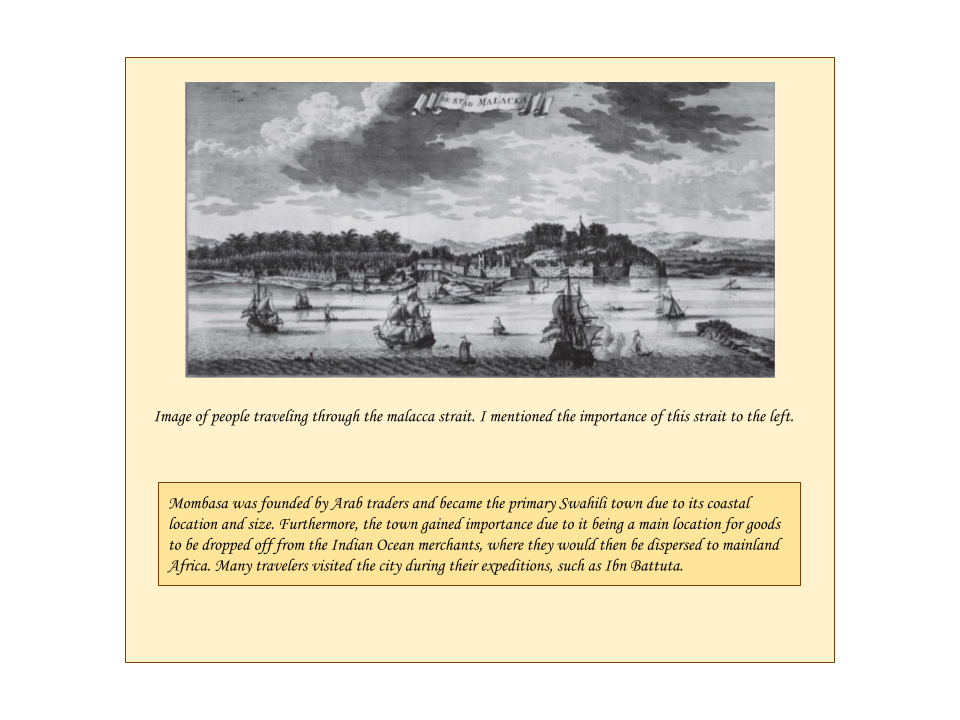 DE STAD MALACKA
Image of people traveling through the malacca strait. I mentioned the importance of this strait to the left.
Mombasa was founded by Arab traders and became the primary Swahili town due to its coastal
location and size. Furthermore, the town gained importance due to it being a main location for goods
to be dropped off from the Indian Ocean merchants, where they would then be dispersed to mainland
Africa. Many travelers visited the city during their expeditions, such as Ibn Battuta.